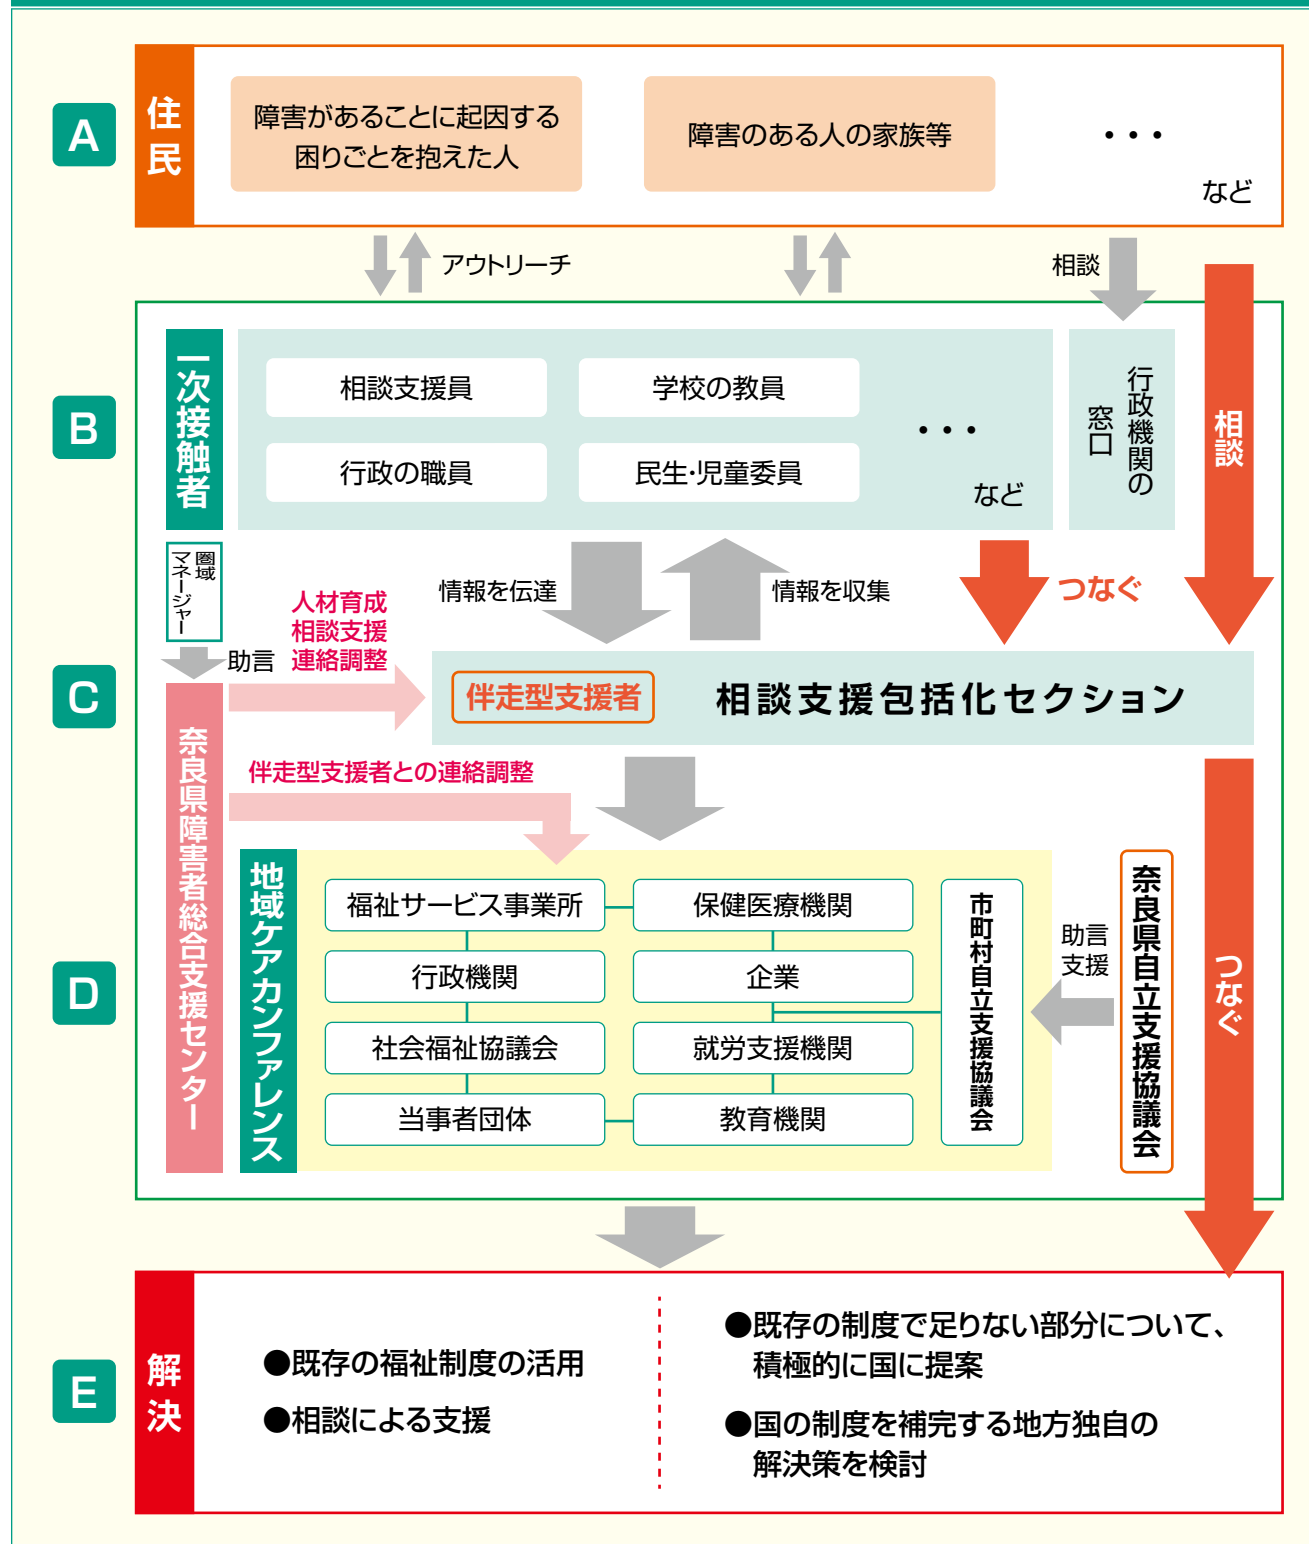 A
住民
障害があることに起因する
困りごとを抱えた人
障害のある人の家族等
・・・
など
アウトリーチ
相談
B
一次接触者
相談支援員
学校の教員
行政の職員
民生・児童委員
・・・
など
行政機関の
窓口
相談
圏域
マネージャー
助言
人材育成
相談支援
連絡調整
情報を伝達
情報を収集
つなぐ
C
伴走型支援者
相談支援包括化セクション
奈良県障害者総合支援センター
伴走型支援者との連絡調整
D
地域ケアカンファレンス
福祉サービス事業所
保健医療機関
行政機関
企業
社会福祉協議会
就労支援機関
当事者団体
教育機関
市町村自立支援協議会
助言
支援
奈良県自立支援協議会
つなぐ
E
解決
●既存の福祉制度の活用
●相談による支援
●既存の制度で足りない部分について、
積極的に国に提案
●国の制度を補完する地方独自の
解決策を検討